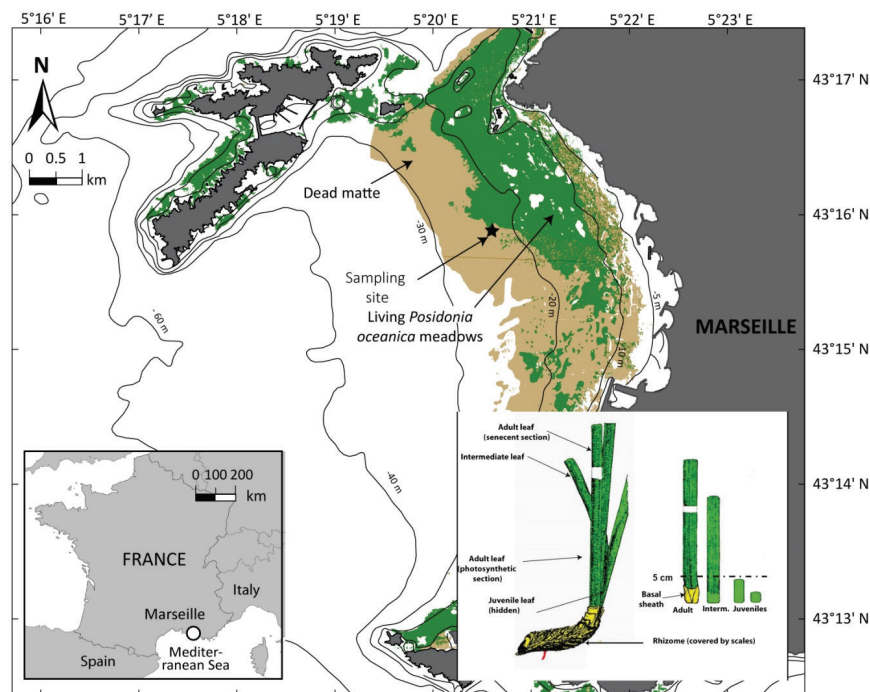 5°16' E
5°17' E
5°18' E
5°19' E
5°20' E
5°21' E
5°22' E
5°23' E
N
0 0.5 1
km
43°17' N
43°16' N
43°15' N
43°14' N
43°13' N
Dead matte
-30 m
Sampling
site
Living Posidonia
oceanica meadows
-20 m
-5 m
-10 m
- 60 m
-40 m
MARSEILLE
0 100 200
km
FRANCE
Italy
Marseille
Mediter-
ranean Sea
Spain
Adult leaf
(senecent section)
Intermediate leaf
Adult leaf
(photosynthetic
section)
Juvenile leaf
(hidden)
Rhizome (covered by scales)
5 cm
Basal
sheath
Adult
Interm.
Juveniles